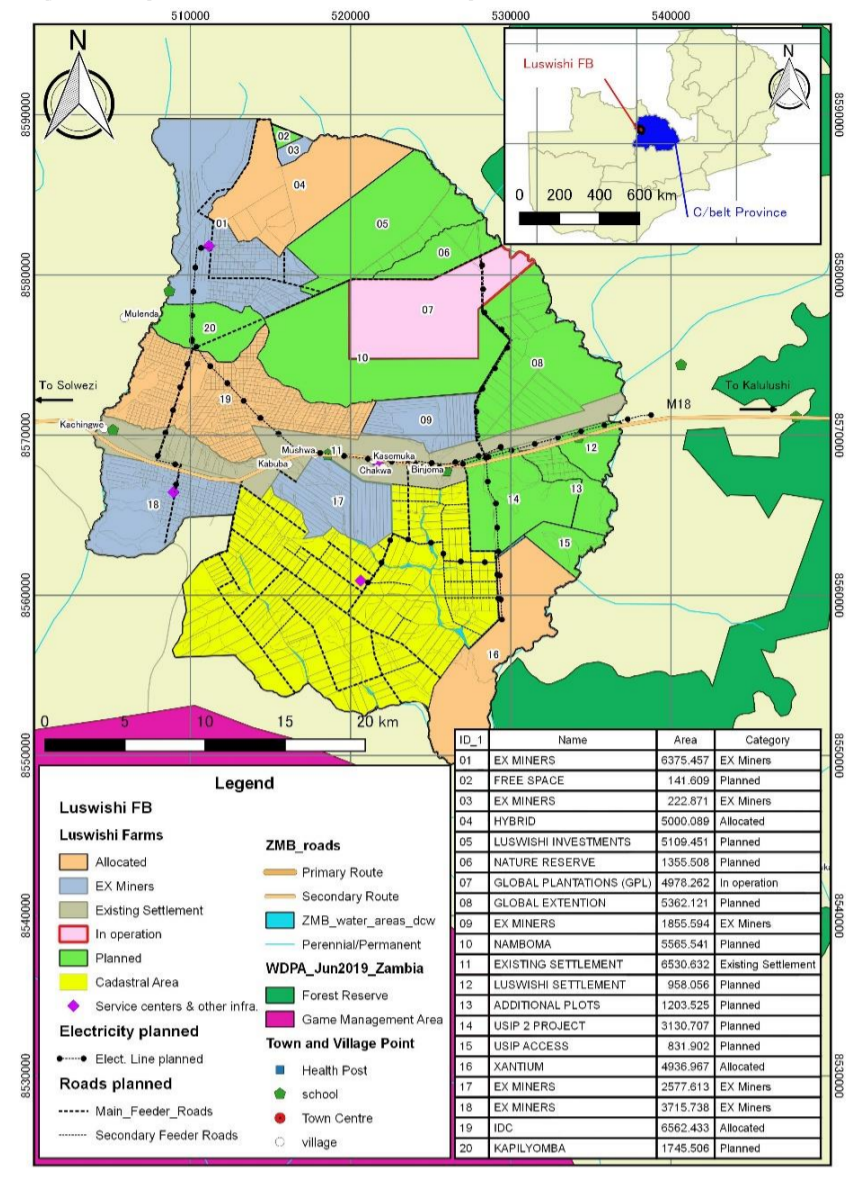 510000 520000 530000 540000
N
Luswishi FB
N
0 200 400 600 km
C/belt Province
8590000 8590000
02
03
04
01
05
06
8580000 8580000
07
Mulenda
20
10
08
To Solwezi
19
To Kalulushi
M18
09
Kachingwe
8570000 8570000
Mushwa
11
Kasomuka
12
Kabuba
Chakwa
Binjoma
18
17
14
13
15
8560000 8560000
16
0 5 10 15 20 km
8550000 8550000
Legend
Luswishi FB
Luswishi Farms
Allocated
EX Miners
Existing Settlement
In operation
Planned
Cadastral Area
Service centers & other infra.
Electricity planned
Elect. Line planned
Roads planned
Main_Feeder_Roads
Secondary Feeder Roads
ZMB_roads
Primary Route
Secondary Route
ZMB_water_areas_dcw
Perennial/Permanent
WDPA_Jun2019_Zambia
Forest Reserve
Game Management Area
Town and Village Point
Health Post
school
Town Centre
village
ID_1 Name Area Category
01 EX MINERS 6375.457 EX Miners
02 FREE SPACE 141.609 Planned
03 EX MINERS 222.871 EX Miners
04 HYBRID 5000.089 Allocated
05 LUSWISHI INVESTMENTS 5109.451 Planned
06 NATURE RESERVE 1355.508 Planned
07 GLOBAL PLANTATIONS (GPL) 4978.262 In operation
08 GLOBAL EXTENTION 5362.121 Planned
09 EX MINERS 1855.594 EX Miners
10 NAMBOMA 5565.541 Planned
11 EXISTING SETTLEMENT 6530.632 Existing Settlement
12 LUSWISHI SETTLEMENT 958.056 Planned
13 ADDITIONAL PLOTS 1203.525 Planned
14 USIP 2 PROJECT 3130.707 Planned
15 USIP ACCESS 831.902 Planned
16 XANTIUM 4936.967 Allocated
17 EX MINERS 2577.613 EX Miners
18 EX MINERS 3715.738 EX Miners
19 IDC 6562.433 Allocated
20 KAPILYOMBA 1745.506 Planned
8540000 8540000
8530000 8530000